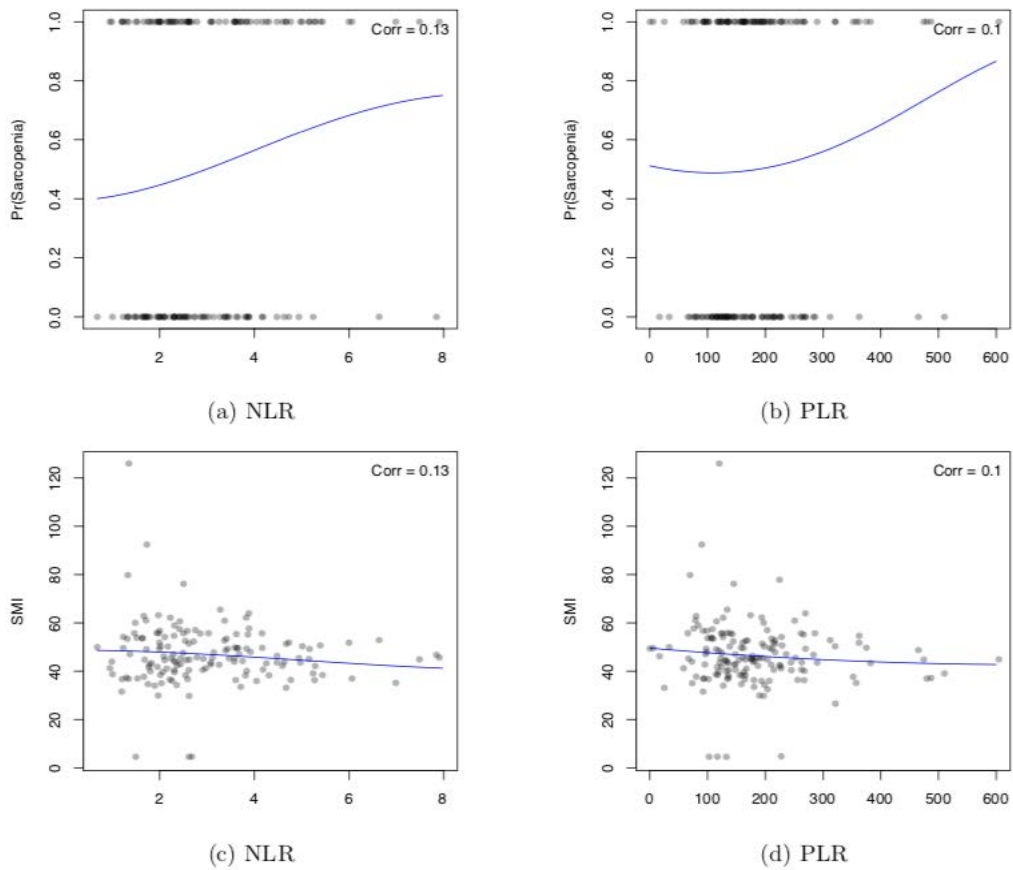 Corr = 0.13
Pr(Sarcopenia)
1.0
0.8
0.6
0.4
0.2
0.0
2 4 6 8
(a) NLR
Corr = 0.1
Pr(Sarcopenia)
1.0
0.8
0.6
0.4
0.2
0.0
0 100 200 300 400 500 600
(b) PLR
Corr = 0.13
SMI
120
100
80
60
40
20
0
2 4 6 8
(c) NLR
Corr = 0.1
SMI
120
100
80
60
40
20
0
0 100 200 300 400 500 600
(d) PLR